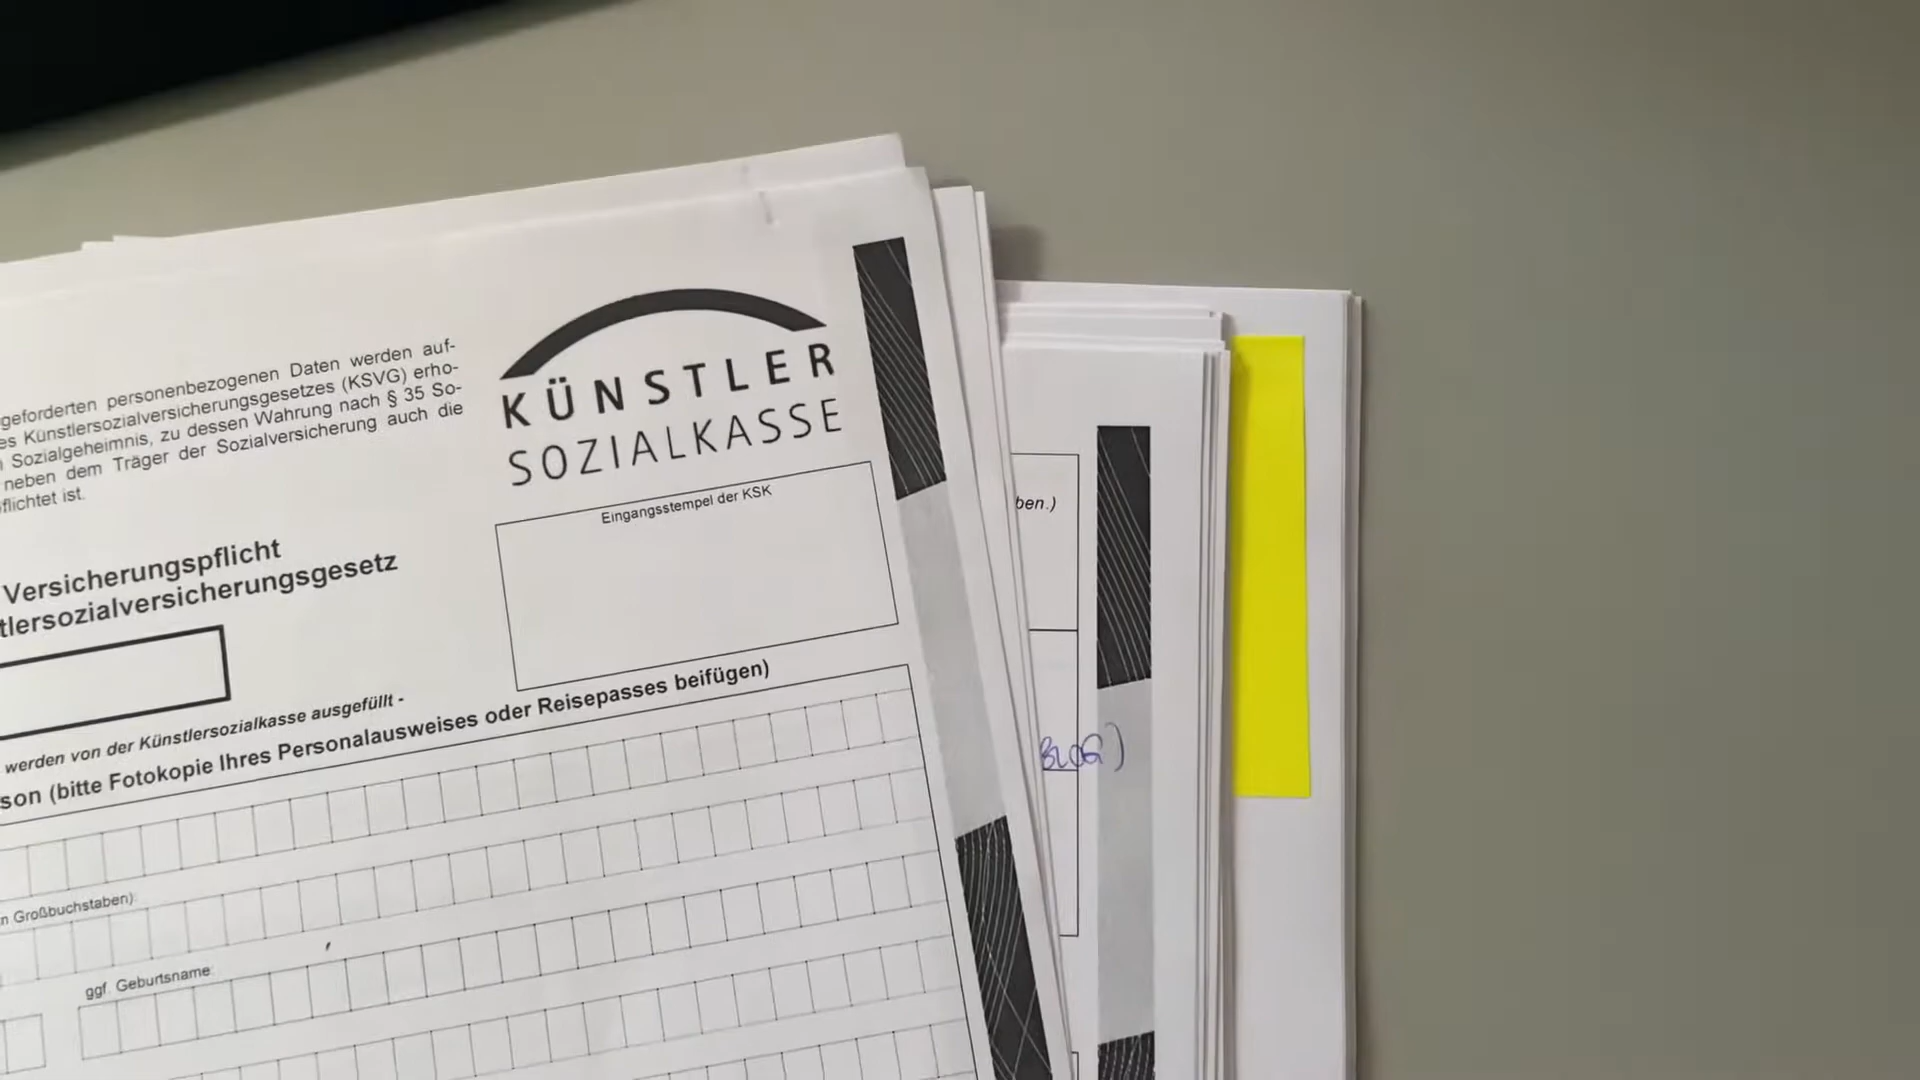 geforderten personenbezogenen Daten werden auf-
es Künstlersozialversicherungsgesetzes (KSVG) erho-
Sozialgeheimnis, zu dessen Wahrung nach § 35 So-
neben dem Träger der Sozialversicherung auch die
flichtet ist.
KÜNSTLER
SOZIALKASSE
Eingangsstempel der KSK
Versicherungspflicht
tlersozialversicherungsgesetz
werden von der Künstlersozialkasse ausgefüllt -
son (bitte Fotokopie Ihres Personalausweises oder Reisepasses beifügen)
n Großbuchstaben):
ggf. Geburtsname:
ben.)
BLOG)